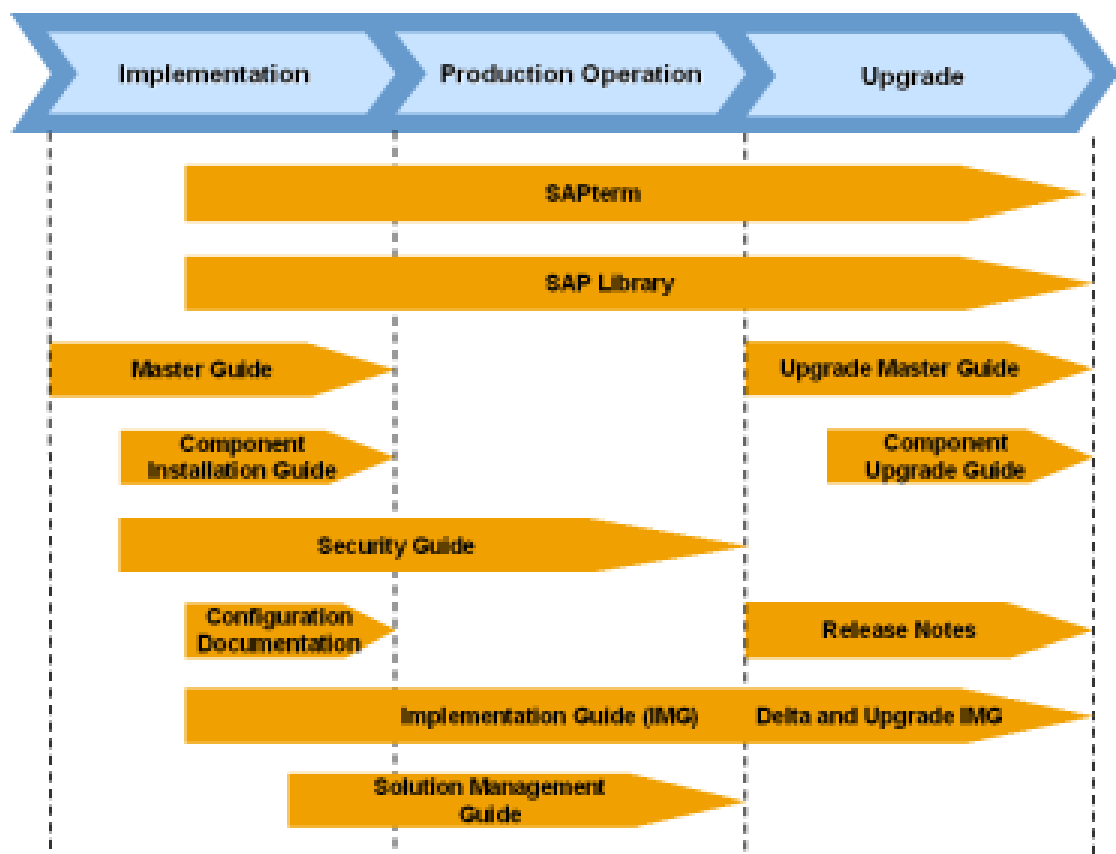 Implementation
Production Operation
Upgrade
SAPterm
SAP Library
Master Guide
Upgrade Master Guide
Component
Installation Guide
Component
Upgrade Guide
Security Guide
Configuration
Documentation
Release Notes
Implementation Guide (IMG)
Delta and Upgrade IMG
Solution Management
Guide